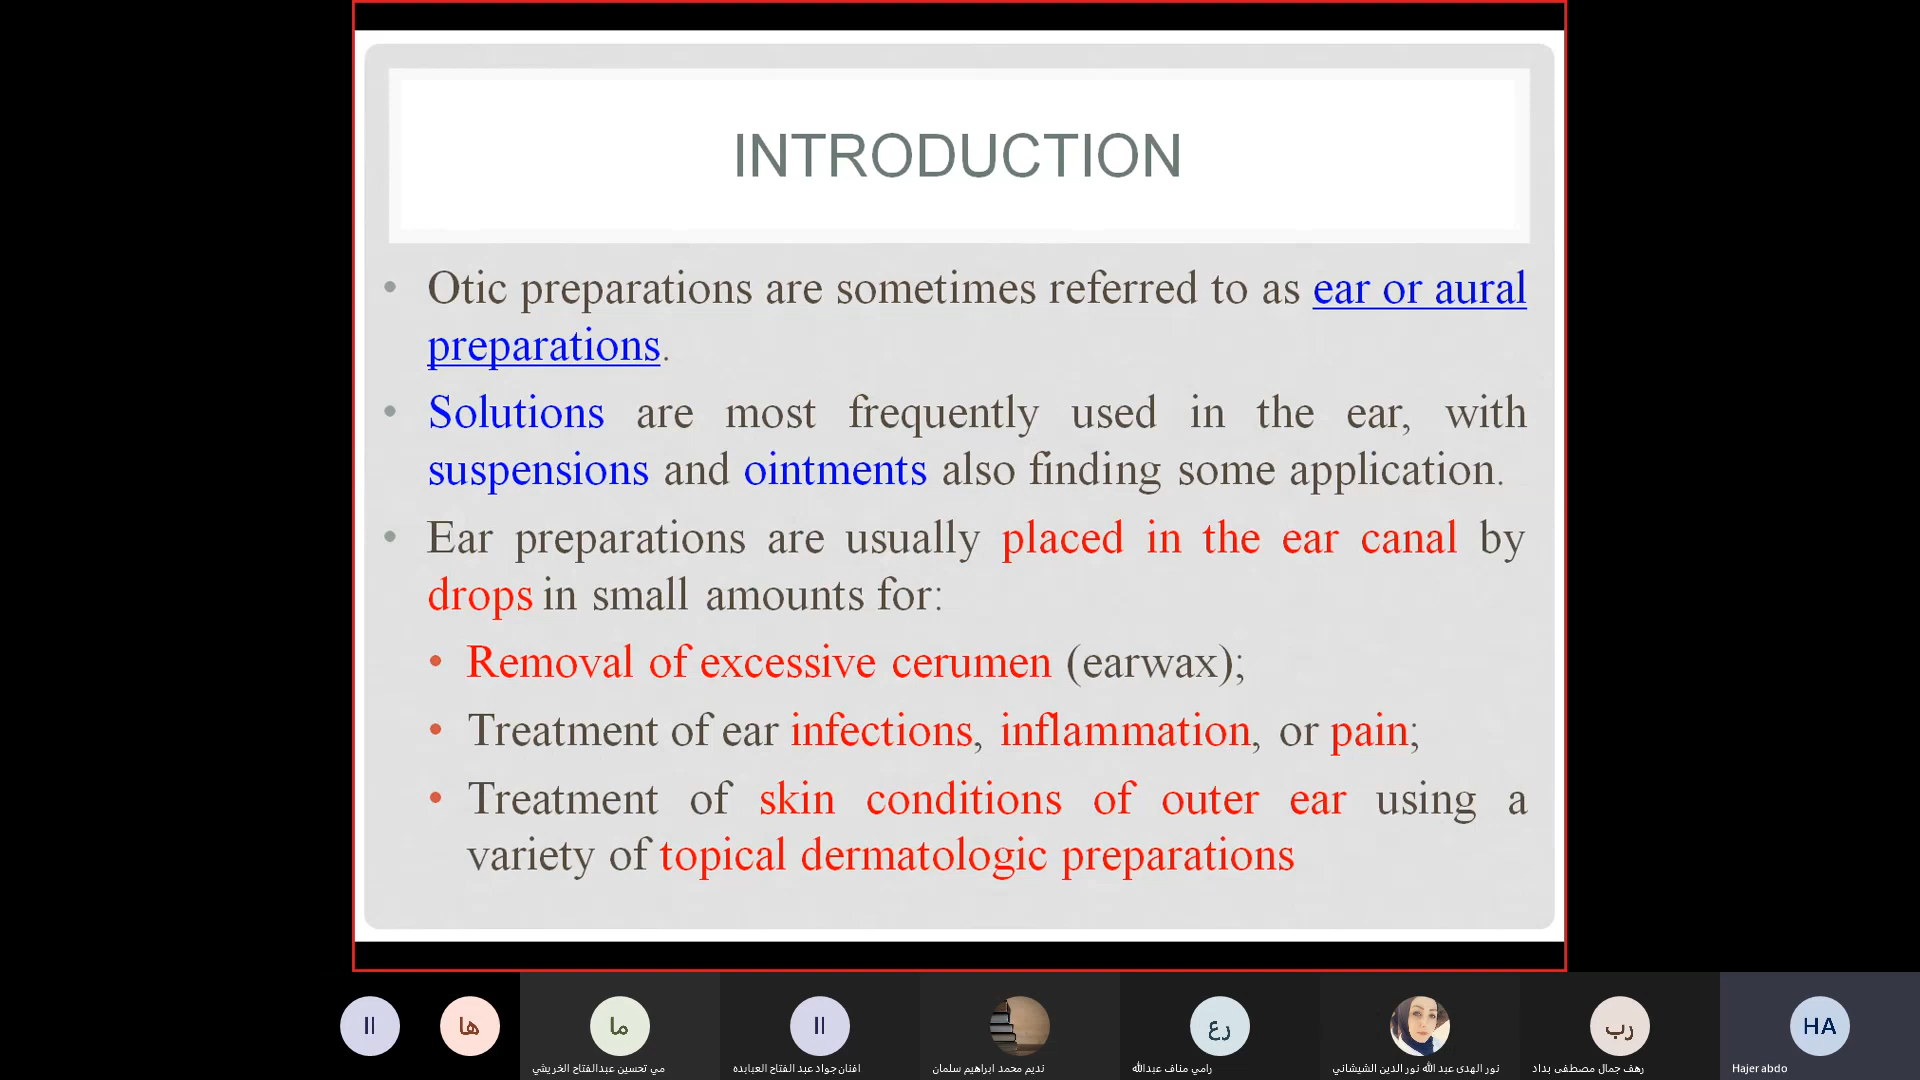 INTRODUCTION
• Otic preparations are sometimes referred to as ear or aural
preparations.
• Solutions are most frequently used in the ear, with
suspensions and ointments also finding some application.
• Ear preparations are usually placed in the ear canal by
drops in small amounts for:
• Removal of excessive cerumen (earwax);
• Treatment of ear infections, inflammation, or pain;
• Treatment of skin conditions of outer ear using a
variety of topical dermatologic preparations
اا
ها
ما
اا
رع
رب
HA
مي تحسين عبدالفتاح الخريشي
افنان جواد عبد الفتاح العبابده
نديم محمد ابراهيم سلمان
رامي مناف عبدالله
نور الهدى عبد الله نور الدين الشيشاني
رهف جمال مصطفى بداد
Hajer abdo